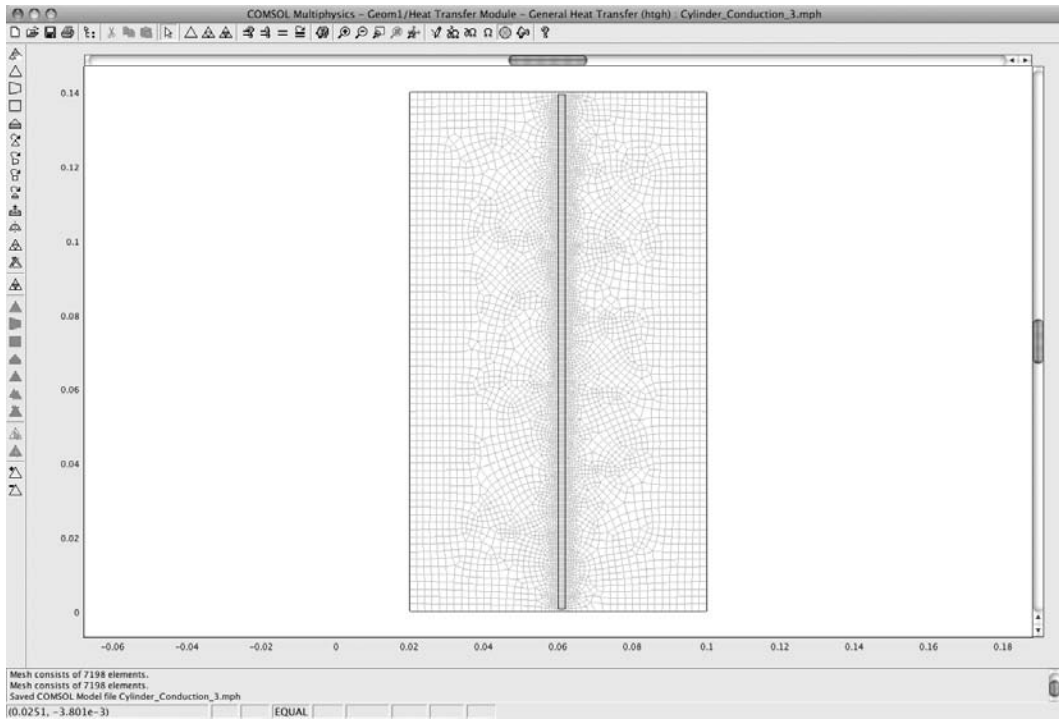 COMSOL Multiphysics – Geom1/Heat Transfer Module – General Heat Transfer (htgh) : Cylinder_Conduction_3.mph
0.14
0.12
0.1
0.08
0.06
0.04
0.02
0
-0.06 -0.04 -0.02 0 0.02 0.04 0.06 0.08 0.1 0.12 0.14 0.16 0.18
Mesh consists of 7198 elements.
Mesh consists of 7198 elements.
Saved COMSOL Model file Cylinder_Conduction_3.mph
(0.0251, -3.801e-3) EQUAL